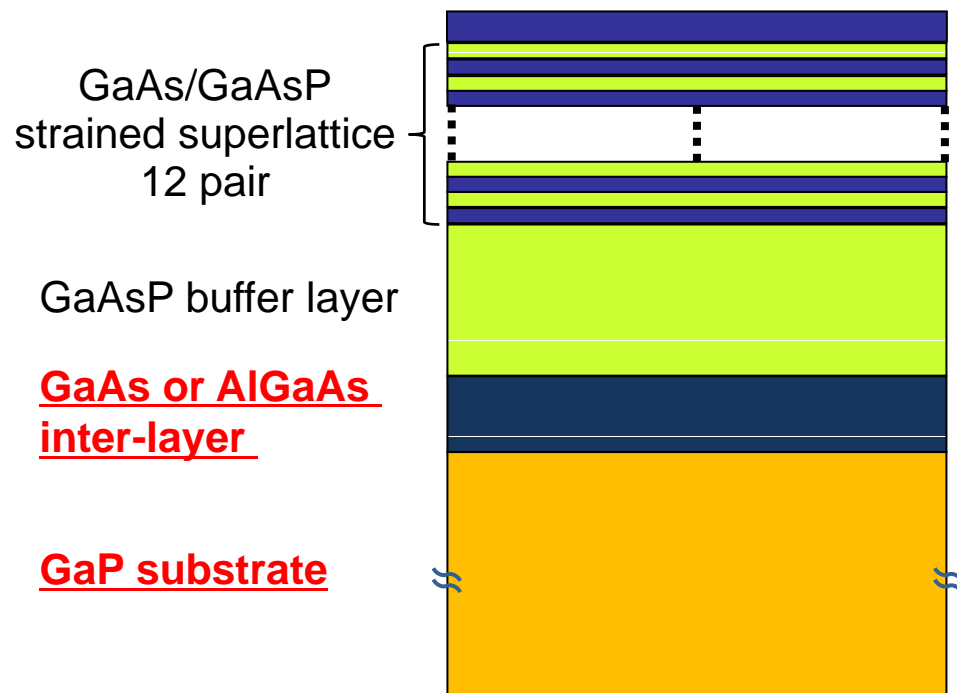 GaAs/GaAsP
strained superlattice
12 pair
GaAsP buffer layer
GaAs or AlGaAs
inter-layer
GaP substrate